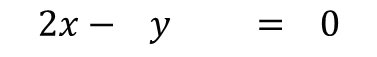 2x − y = 0